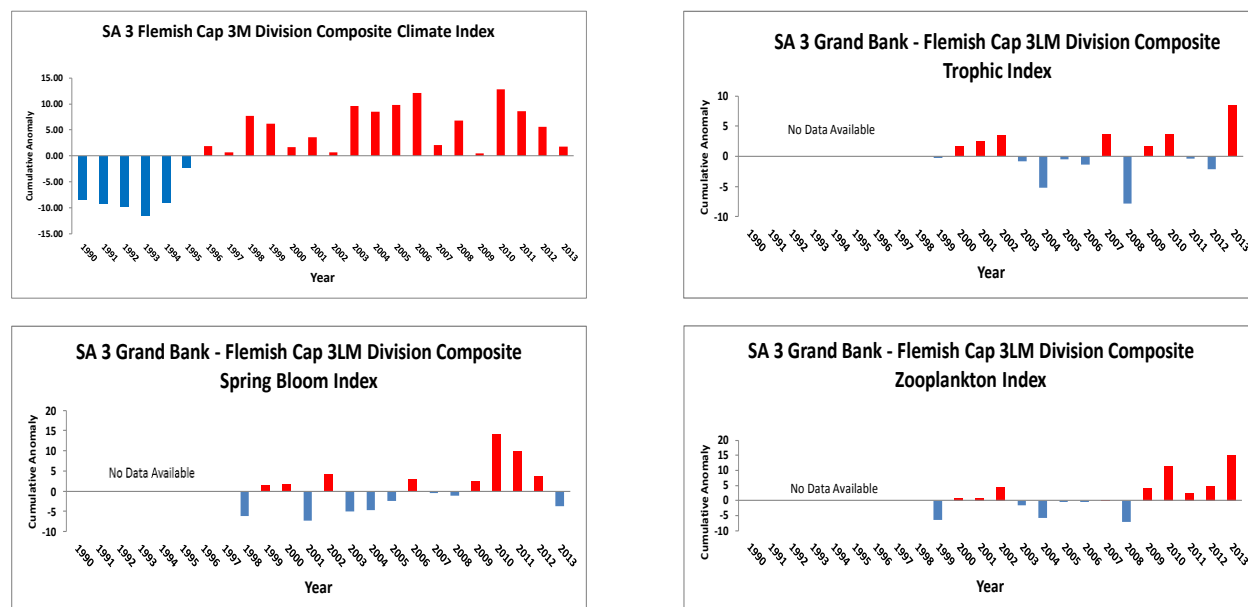 SA 3 Flemish Cap 3M Division Composite Climate Index
Cumulative Anomaly
15.00
10.00
5.00
0.00
-5.00
-10.00
-15.00
1990 1991 1992 1993 1994 1995 1996 1997 1998 1999 2000 2001 2002 2003 2004 2005 2006 2007 2008 2009 2010 2011 2012 2013
Year
SA 3 Grand Bank - Flemish Cap 3LM Division Composite
Trophic Index
Cumulative Anomaly
10
5
0
-5
-10
No Data Available
1990 1991 1992 1993 1994 1995 1996 1997 1998 1999 2000 2001 2002 2003 2004 2005 2006 2007 2008 2009 2010 2011 2012 2013
Year
SA 3 Grand Bank - Flemish Cap 3LM Division Composite
Spring Bloom Index
Cumulative Anomaly
20
15
10
5
0
-5
-10
No Data Available
1990 1991 1992 1993 1994 1995 1996 1997 1998 1999 2000 2001 2002 2003 2004 2005 2006 2007 2008 2009 2010 2011 2012 2013
Year
SA 3 Grand Bank - Flemish Cap 3LM Division Composite
Zooplankton Index
Cumulative Anomaly
20
15
10
5
0
-5
-10
No Data Available
1990 1991 1992 1993 1994 1995 1996 1997 1998 1999 2000 2001 2002 2003 2004 2005 2006 2007 2008 2009 2010 2011 2012 2013
Year